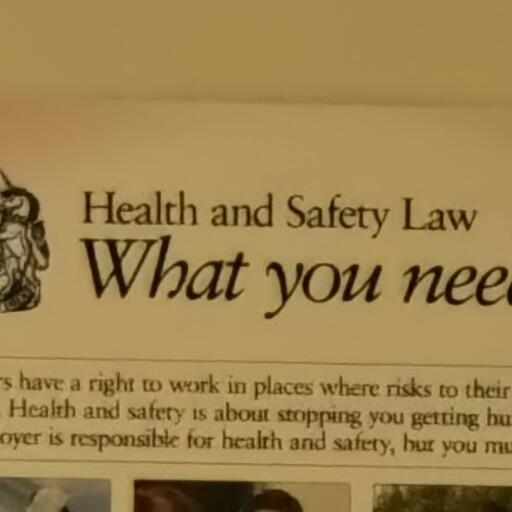 Health and Safety Law
What you nee
rs have a right to work in places where risks to their
Health and safety is about stopping you getting hu
oyer is responsible for health and safety, but you mu